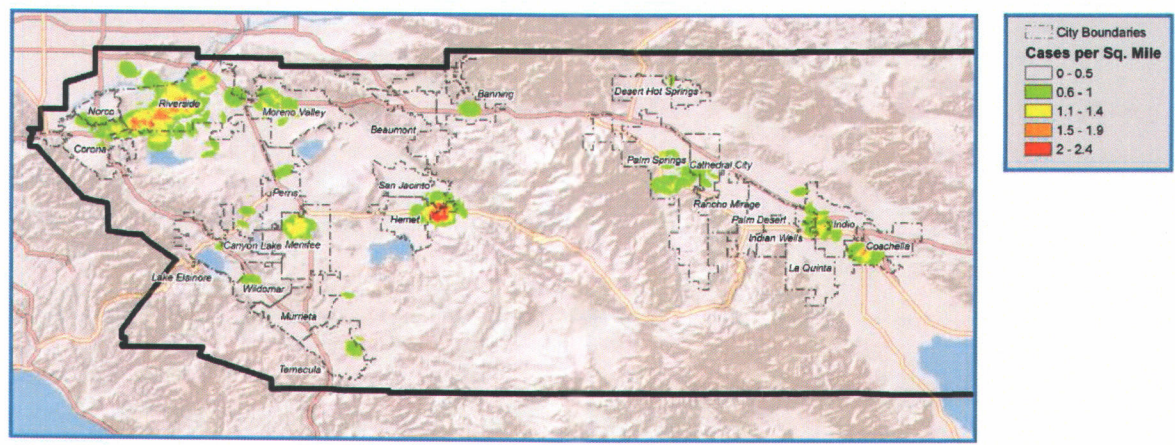 City Boundaries
Cases per Sq. Mile
0 - 0.5
0.6 - 1
1.1 - 1.4
1.5 - 1.9
2 - 2.4
Banning
Desert Hot Springs
Norco
Riverside
Moreno Valley
Beaumont
Corona
Palm Springs
Cathedral City
San Jacinto
Perris
Rancho Mirage
Hemet
Palm Desert
Indio
Indian Wells
Canyon Lake
Menifee
Coachella
La Quinta
Lake Elsinore
Wildomar
Murrieta
Temecula